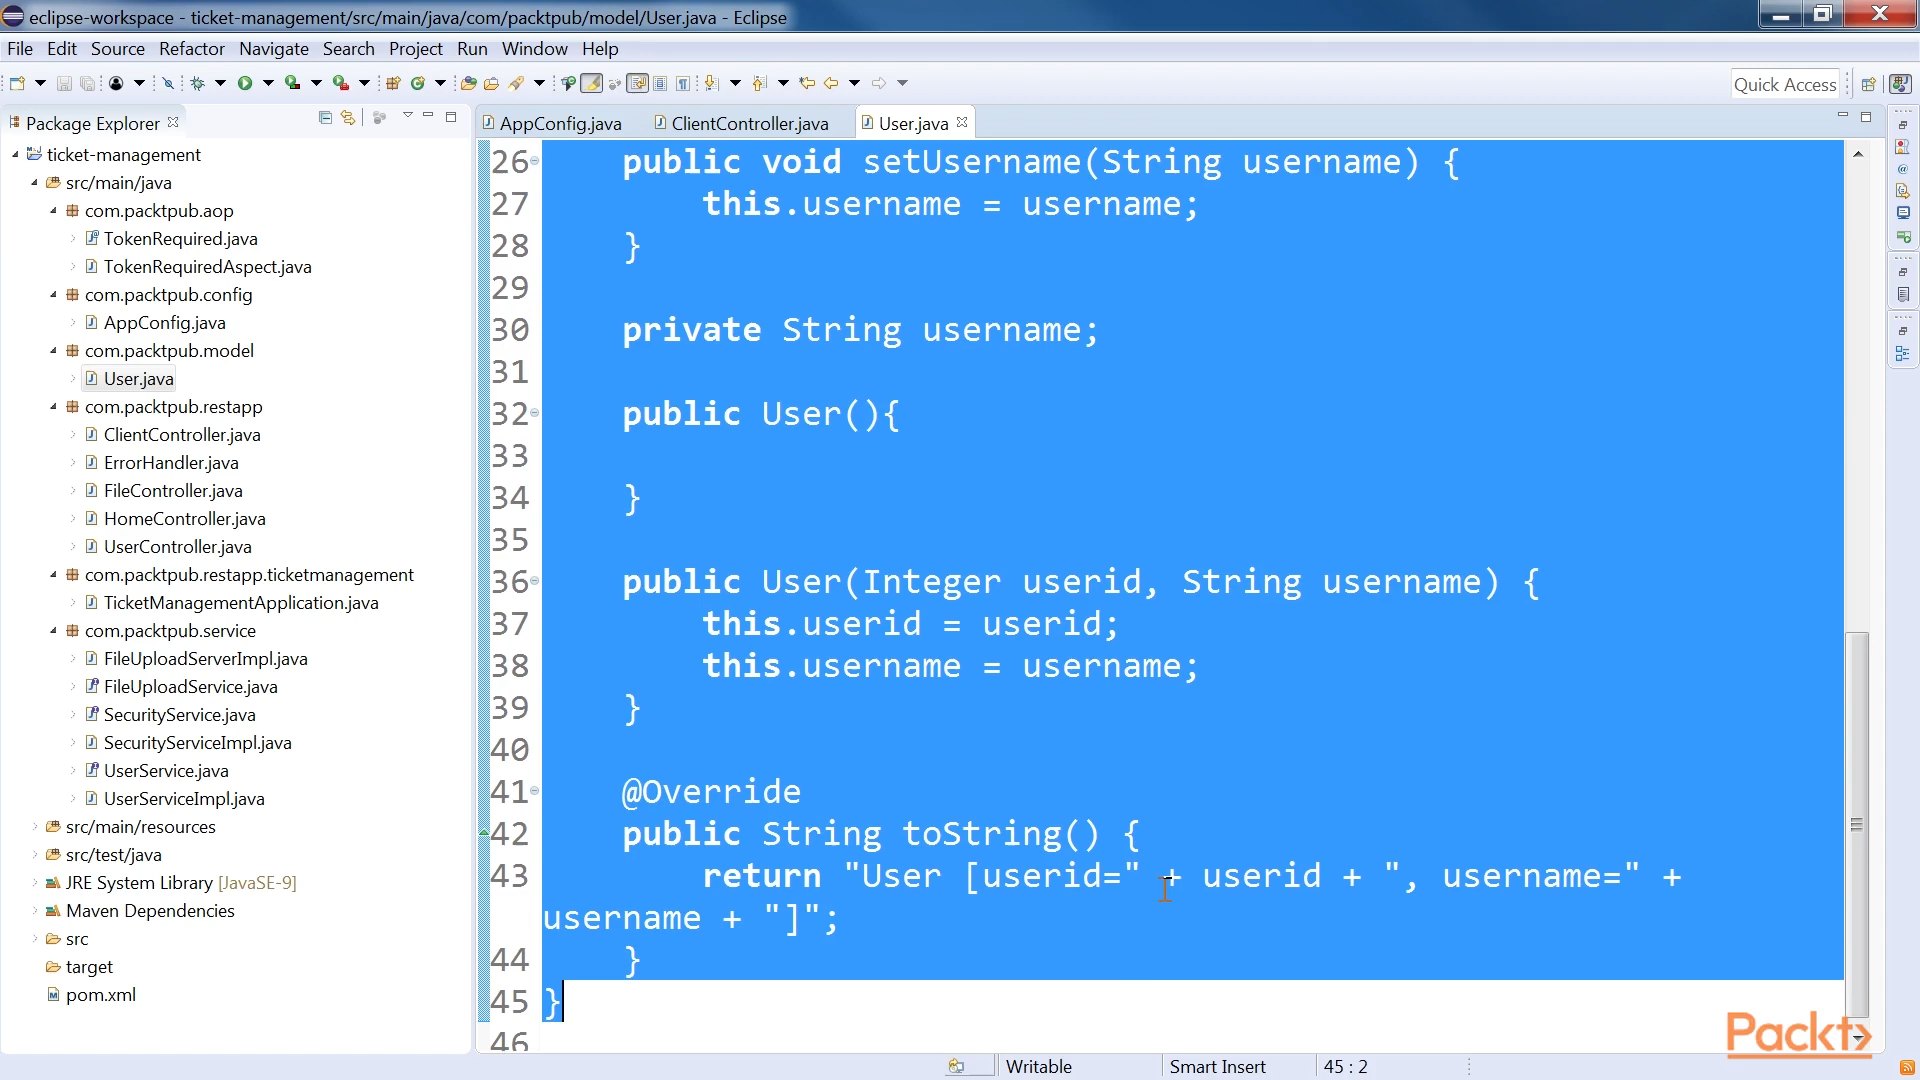 eclipse-workspace - ticket-management/src/main/java/com/packtpub/model/User.java - Eclipse
File Edit Source Refactor Navigate Search Project Run Window Help
Quick Access
Package Explorer
AppConfig.java ClientController.java User.java
ticket-management
src/main/java
com.packtpub.aop
TokenRequired.java
TokenRequiredAspect.java
com.packtpub.config
AppConfig.java
com.packtpub.model
User.java
com.packtpub.restapp
ClientController.java
ErrorHandler.java
FileController.java
HomeController.java
UserController.java
com.packtpub.restapp.ticketmanagement
TicketManagementApplication.java
com.packtpub.service
FileUploadServerImpl.java
FileUploadService.java
SecurityService.java
SecurityServiceImpl.java
UserService.java
UserServiceImpl.java
src/main/resources
src/test/java
JRE System Library [JavaSE-9]
Maven Dependencies
src
target
pom.xml
26 public void setUsername(String username) {
27 this.username = username;
28 }
29
30 private String username;
31
32 public User(){
33
34 }
35
36 public User(Integer userid, String username) {
37 this.userid = userid;
38 this.username = username;
39 }
40
41 @Override
42 public String toString() {
43 return "User [userid=" + userid + ", username=" +
username + "]";
44 }
45 }
46
Packt
Writable Smart Insert 45 : 2